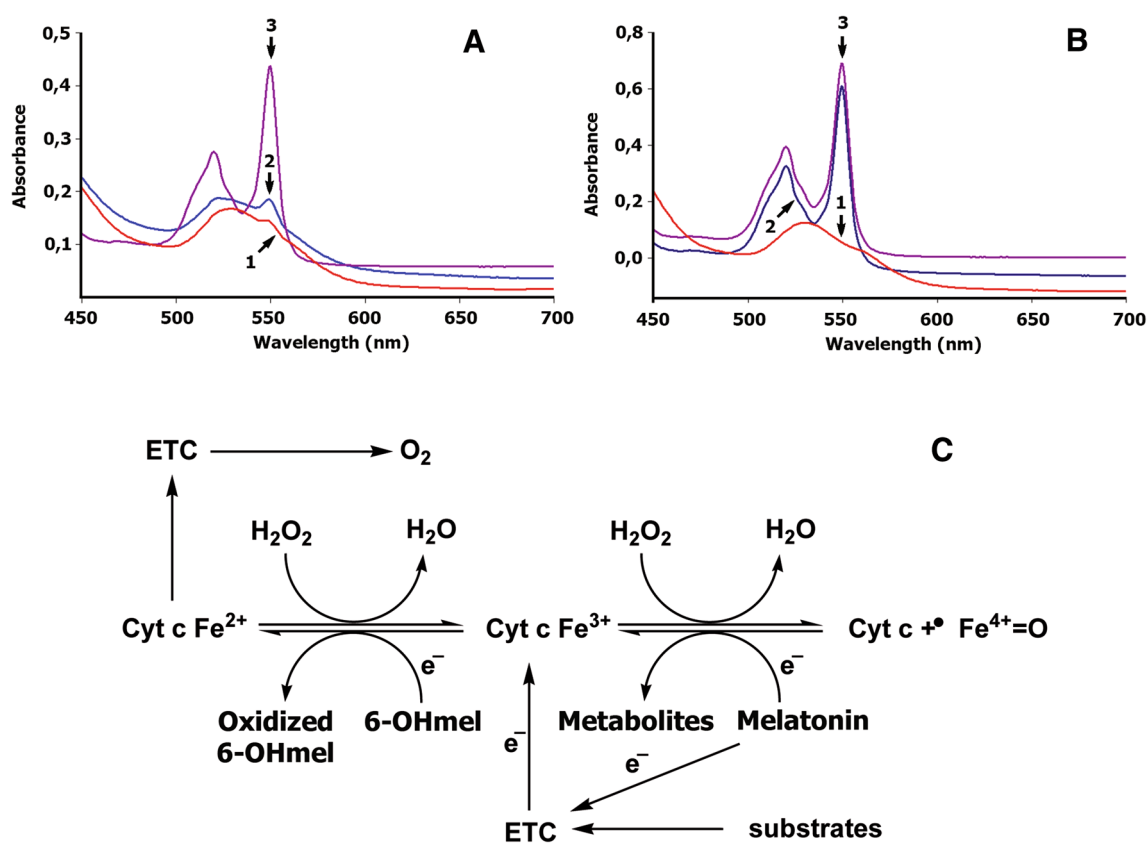 A
3
0,5
0,4
0,3
0,2
0,1
2
1
Absorbance
450 500 550 600 650 700
Wavelength (nm)
B
3
0,8
0,6
0,4
0,2
0,0
1
2
Absorbance
450 500 550 600 650 700
Wavelength (nm)
C
ETC O₂
H₂O₂ H₂O H₂O₂ H₂O
Cyt c Fe²⁺ Cyt c Fe³⁺ Cyt c +• Fe⁴⁺=O
e⁻ e⁻
Oxidized 6-OHmel Metabolites Melatonin
6-OHmel
e⁻ e⁻
ETC substrates